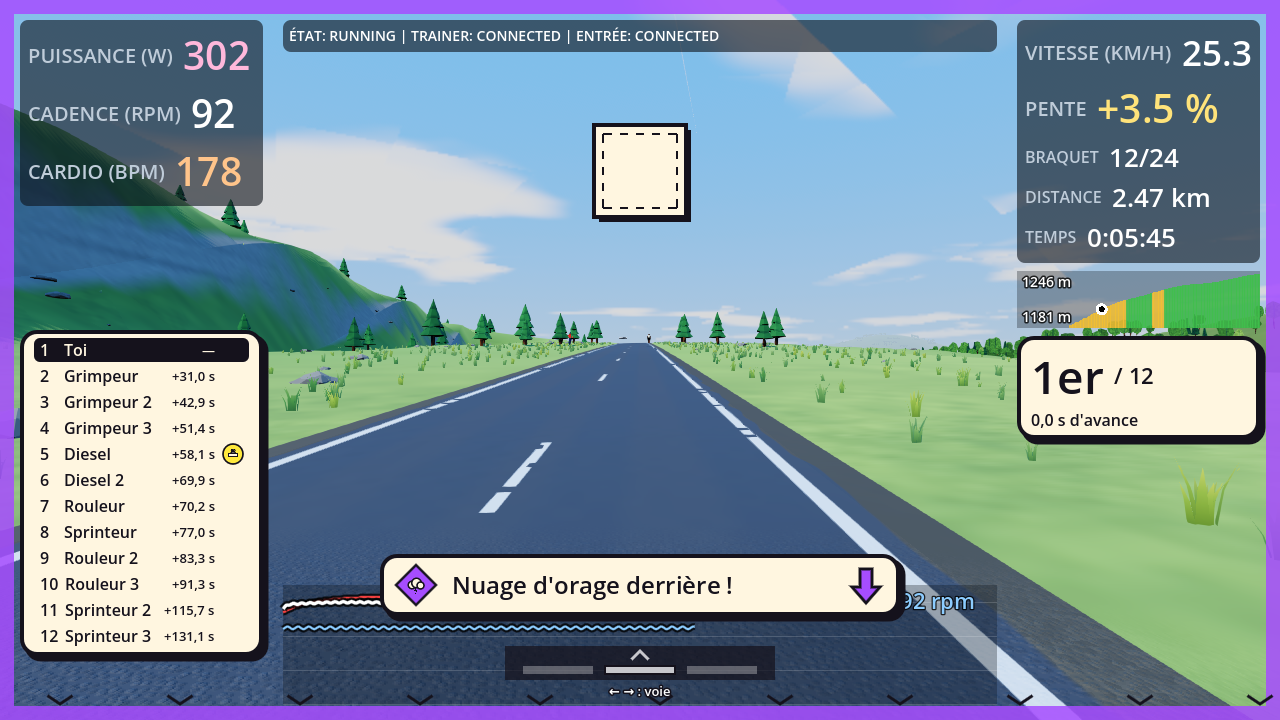 PUISSANCE (W) 302
CADENCE (RPM) 92
CARDIO (BPM) 178
ÉTAT: RUNNING | TRAINER: CONNECTED | ENTRÉE: CONNECTED
VITESSE (KM/H) 25.3
PENTE +3.5 %
BRAQUET 12/24
DISTANCE 2.47 km
TEMPS 0:05:45
1246 m
1181 m
1er / 12
0,0 s d'avance
1 Toi —
2 Grimpeur +31,0 s
3 Grimpeur 2 +42,9 s
4 Grimpeur 3 +51,4 s
5 Diesel +58,1 s
6 Diesel 2 +69,9 s
7 Rouleur +70,2 s
8 Sprinteur +77,0 s
9 Rouleur 2 +83,3 s
10 Rouleur 3 +91,3 s
11 Sprinteur 2 +115,7 s
12 Sprinteur 3 +131,1 s
Nuage d'orage derrière !
92 rpm
← → : voie